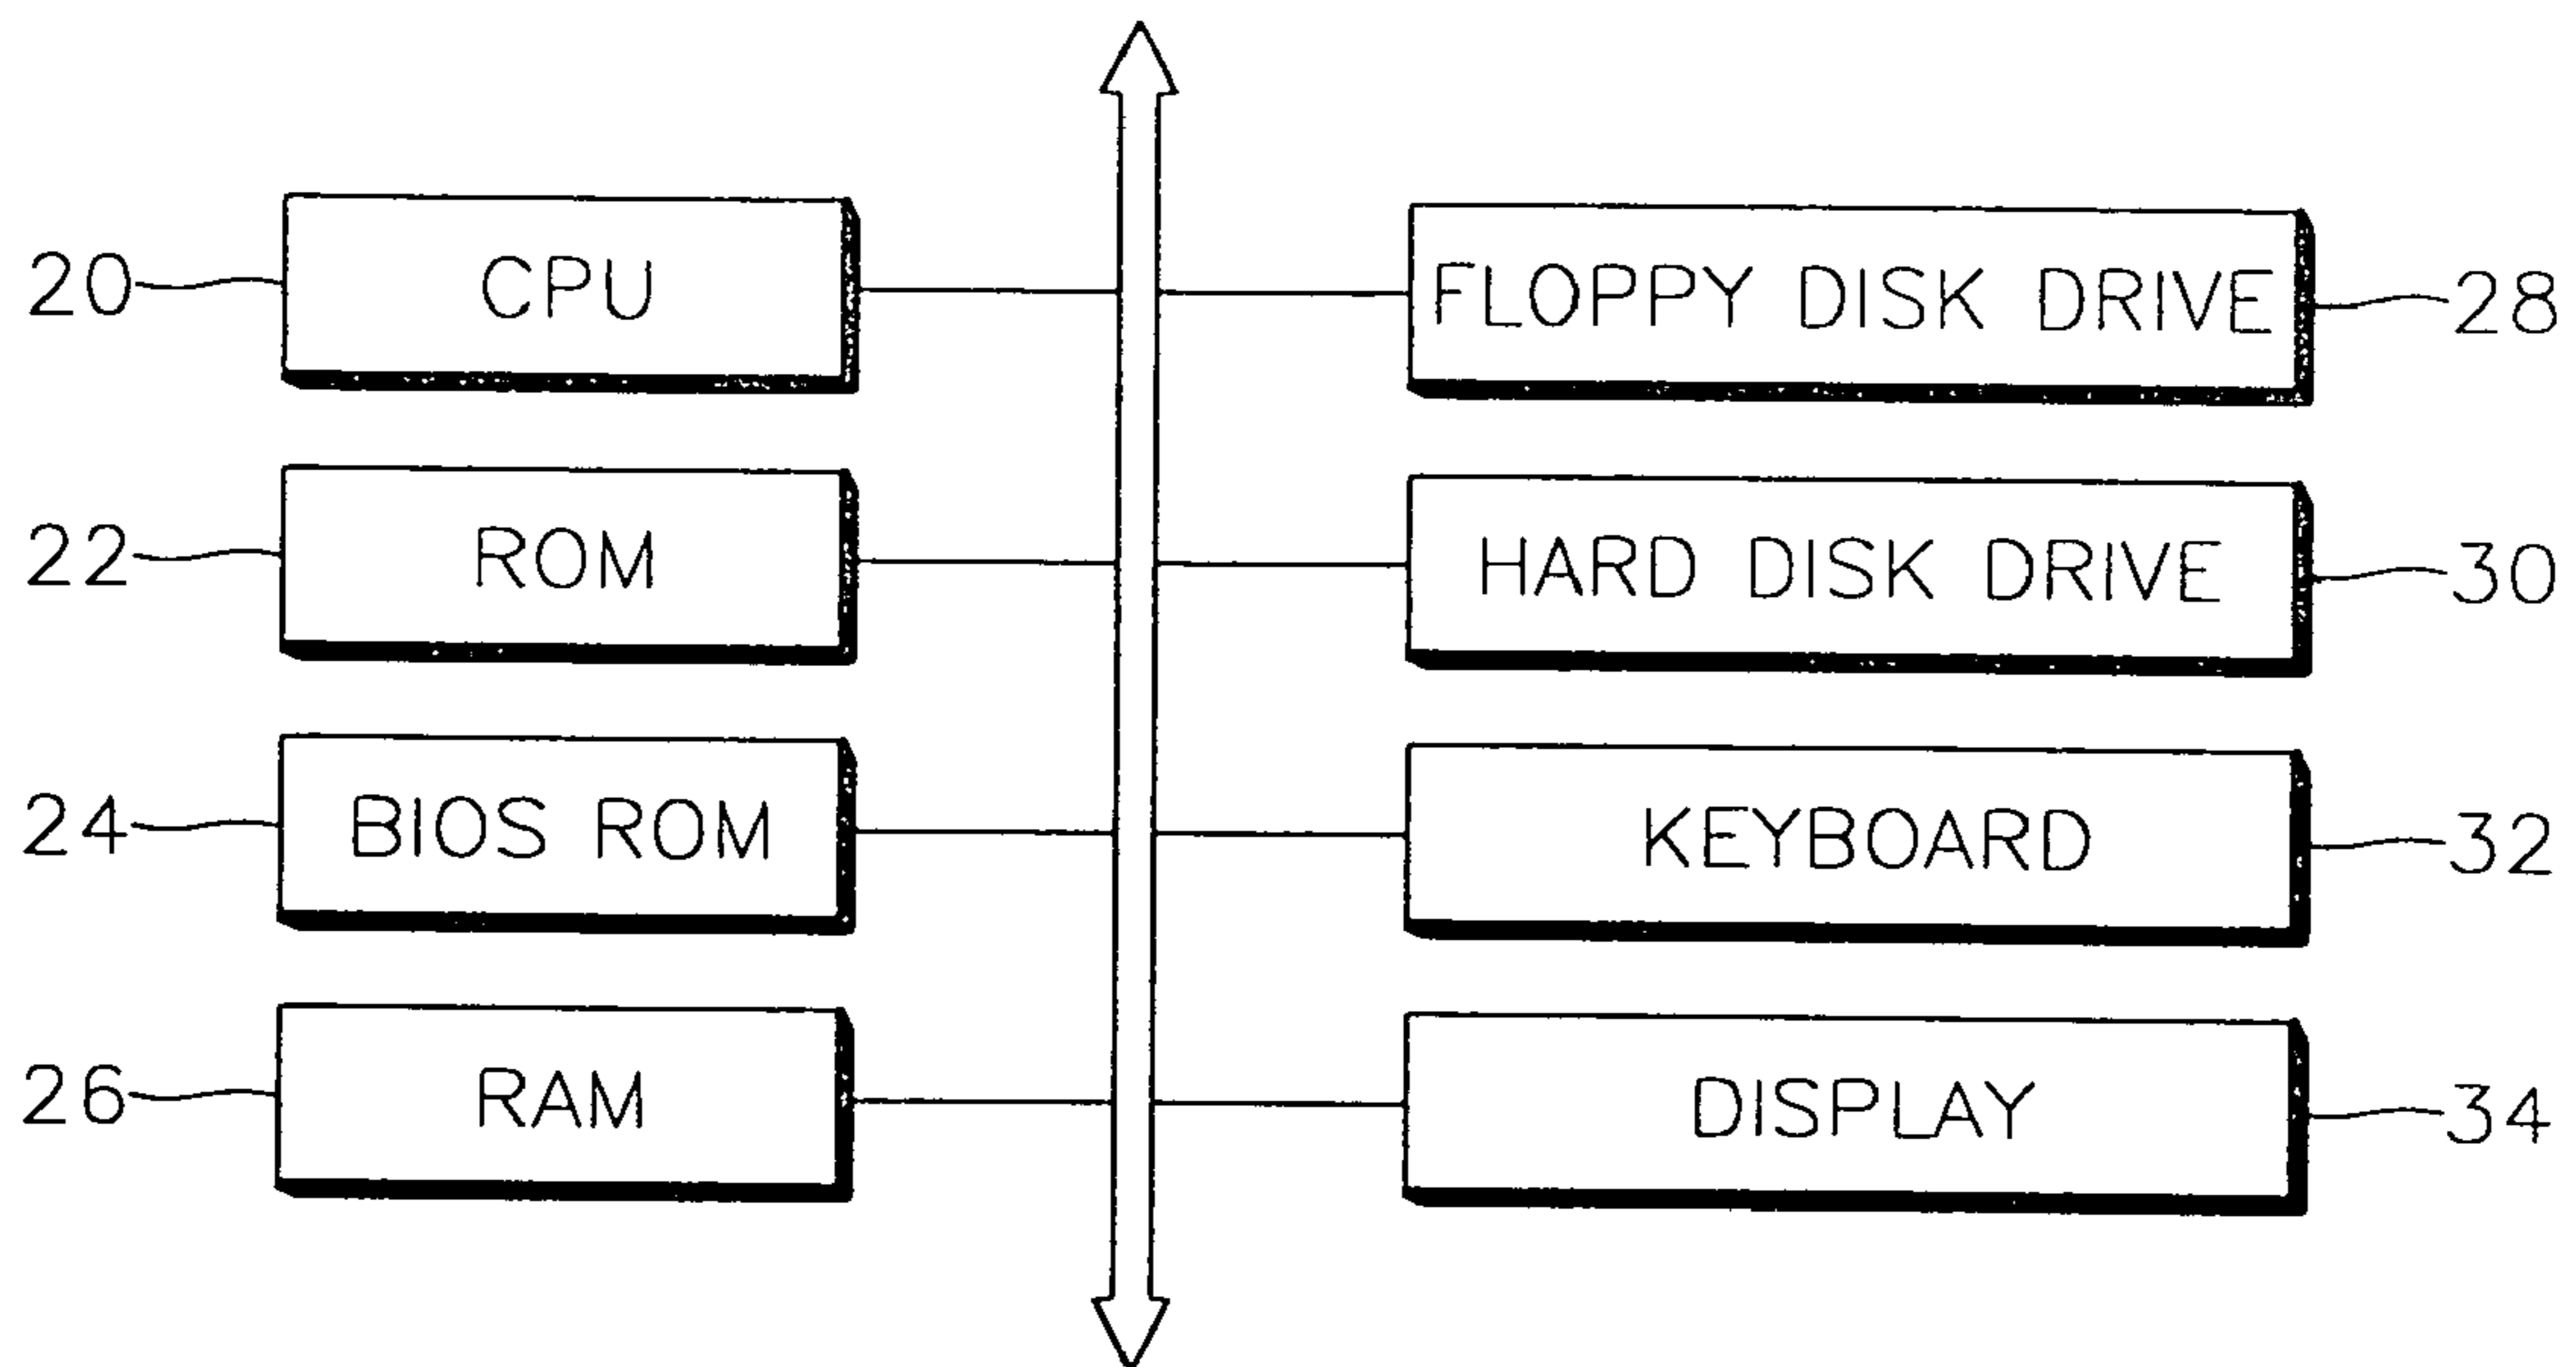 20 CPU
FLOPPY DISK DRIVE 28
22 ROM
HARD DISK DRIVE 30
24 BIOS ROM
KEYBOARD 32
26 RAM
DISPLAY 34